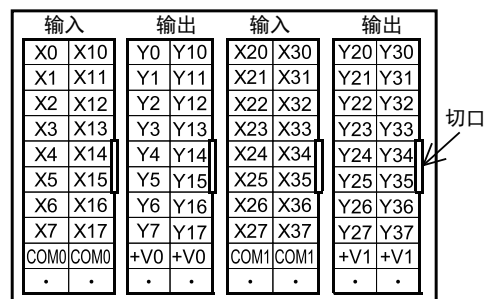 输入 输出 输入 输出
X0 X10 Y0 Y10 X20 X30 Y20 Y30
X1 X11 Y1 Y11 X21 X31 Y21 Y31
X2 X12 Y2 Y12 X22 X32 Y22 Y32
切口
X3 X13 Y3 Y13 X23 X33 Y23 Y33
X4 X14 Y4 Y14 X24 X34 Y24 Y34
X5 X15 Y5 Y15 X25 X35 Y25 Y35
X6 X16 Y6 Y16 X26 X36 Y26 Y36
X7 X17 Y7 Y17 X27 X37 Y27 Y37
COM0 COM0 +V0 +V0 COM1 COM1 +V1 +V1
· · · · · · · ·